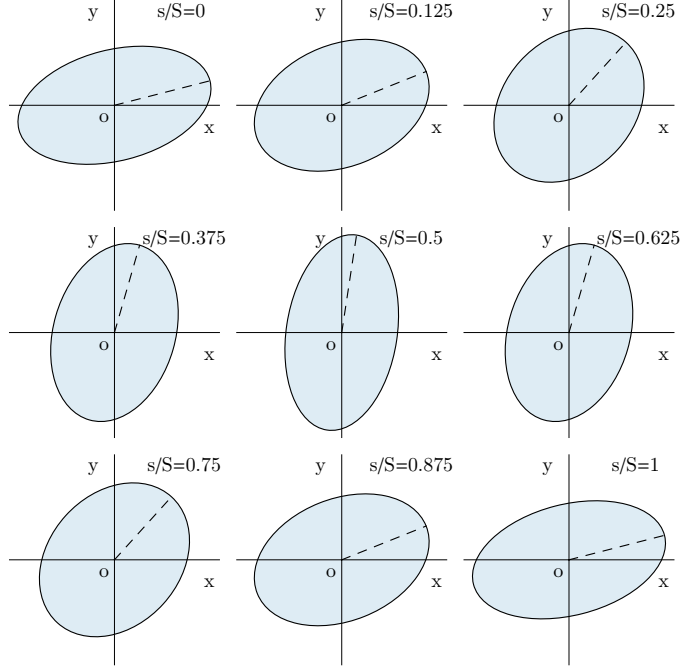 y s/S=0 y s/S=0.125 y s/S=0.25
o o o
x x x
y s/S=0.375 y s/S=0.5 y s/S=0.625
o o o
x x x
y s/S=0.75 y s/S=0.875 y s/S=1
o o o
x x x